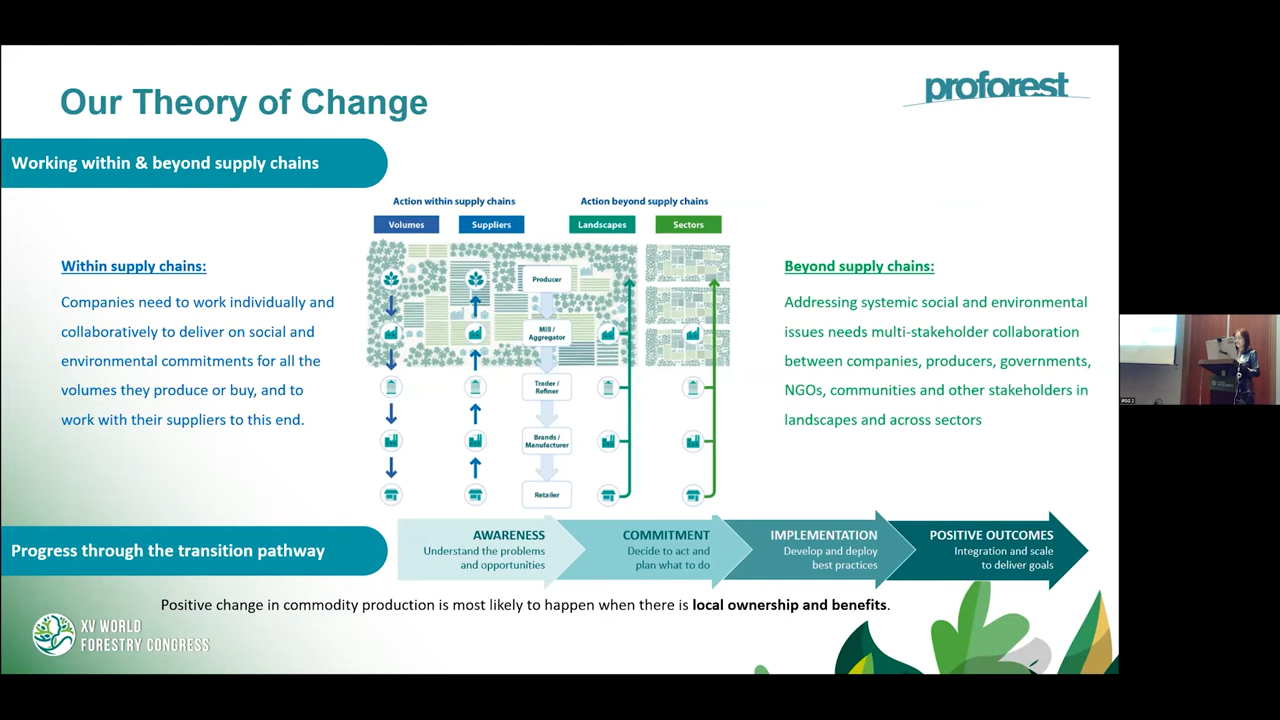 Our Theory of Change
proforest
Working within & beyond supply chains
Action within supply chains
Action beyond supply chains
Volumes
Suppliers
Landscapes
Sectors
Within supply chains:
Companies need to work individually and
collaboratively to deliver on social and
environmental commitments for all the
volumes they produce or buy, and to
work with their suppliers to this end.
Producer
Mill /
Aggregator
Trader /
Refiner
Brands /
Manufacturer
Retailer
Beyond supply chains:
Addressing systemic social and environmental
issues needs multi-stakeholder collaboration
between companies, producers, governments,
NGOs, communities and other stakeholders in
landscapes and across sectors
Progress through the transition pathway
AWARENESS
Understand the problems
and opportunities
COMMITMENT
Decide to act and
plan what to do
IMPLEMENTATION
Develop and deploy
best practices
POSITIVE OUTCOMES
Integration and scale
to deliver goals
Positive change in commodity production is most likely to happen when there is local ownership and benefits.
XV WORLD
FORESTRY CONGRESS